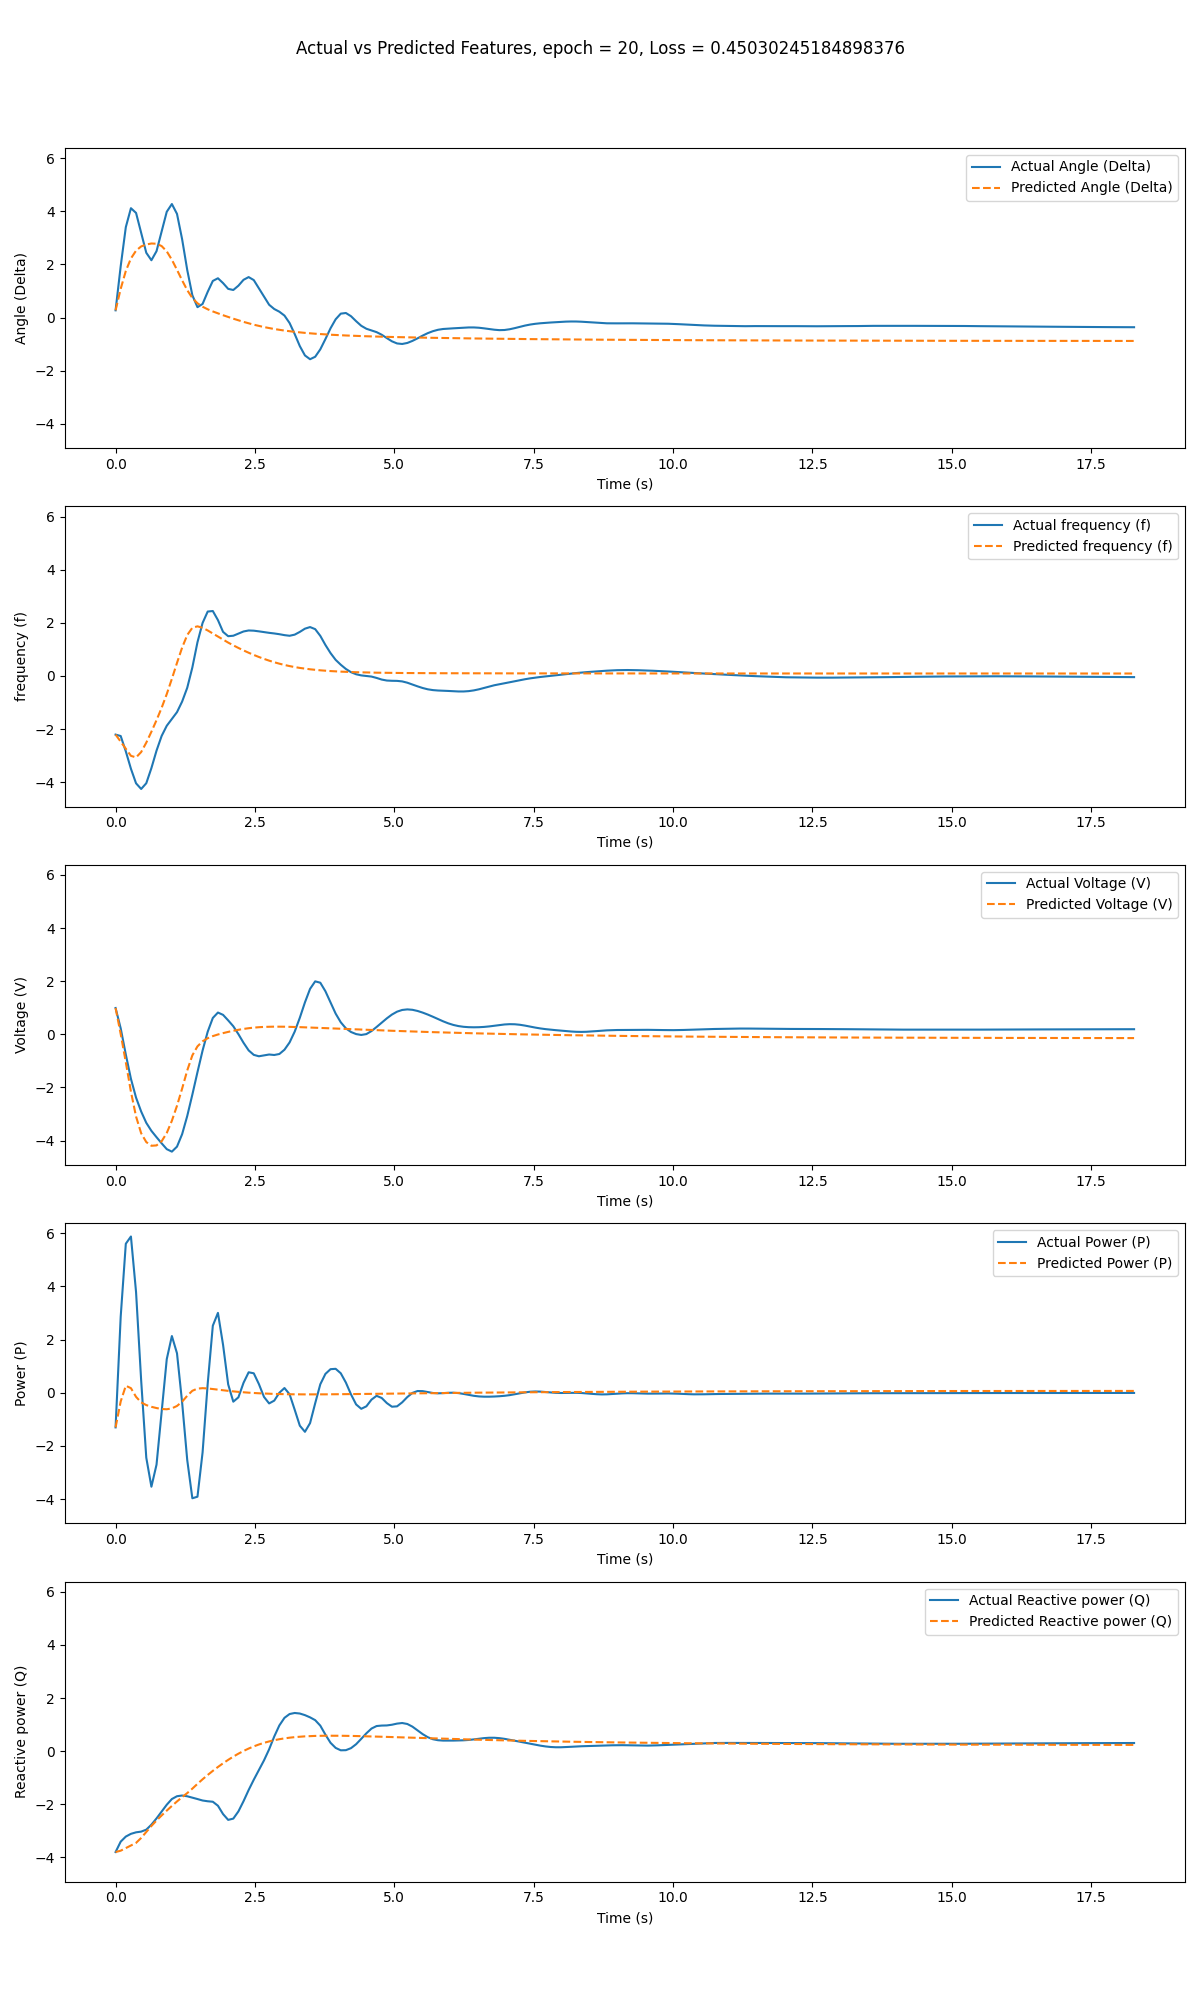 Actual vs Predicted Features, epoch = 20, Loss = 0.45030245184898376
Actual Angle (Delta)
Predicted Angle (Delta)
Angle (Delta)
6
4
2
0
−2
−4
0.0 2.5 5.0 7.5 10.0 12.5 15.0 17.5
Time (s)
Actual frequency (f)
Predicted frequency (f)
frequency (f)
6
4
2
0
−2
−4
0.0 2.5 5.0 7.5 10.0 12.5 15.0 17.5
Time (s)
Actual Voltage (V)
Predicted Voltage (V)
Voltage (V)
6
4
2
0
−2
−4
0.0 2.5 5.0 7.5 10.0 12.5 15.0 17.5
Time (s)
Actual Power (P)
Predicted Power (P)
Power (P)
6
4
2
0
−2
−4
0.0 2.5 5.0 7.5 10.0 12.5 15.0 17.5
Time (s)
Actual Reactive power (Q)
Predicted Reactive power (Q)
Reactive power (Q)
6
4
2
0
−2
−4
0.0 2.5 5.0 7.5 10.0 12.5 15.0 17.5
Time (s)